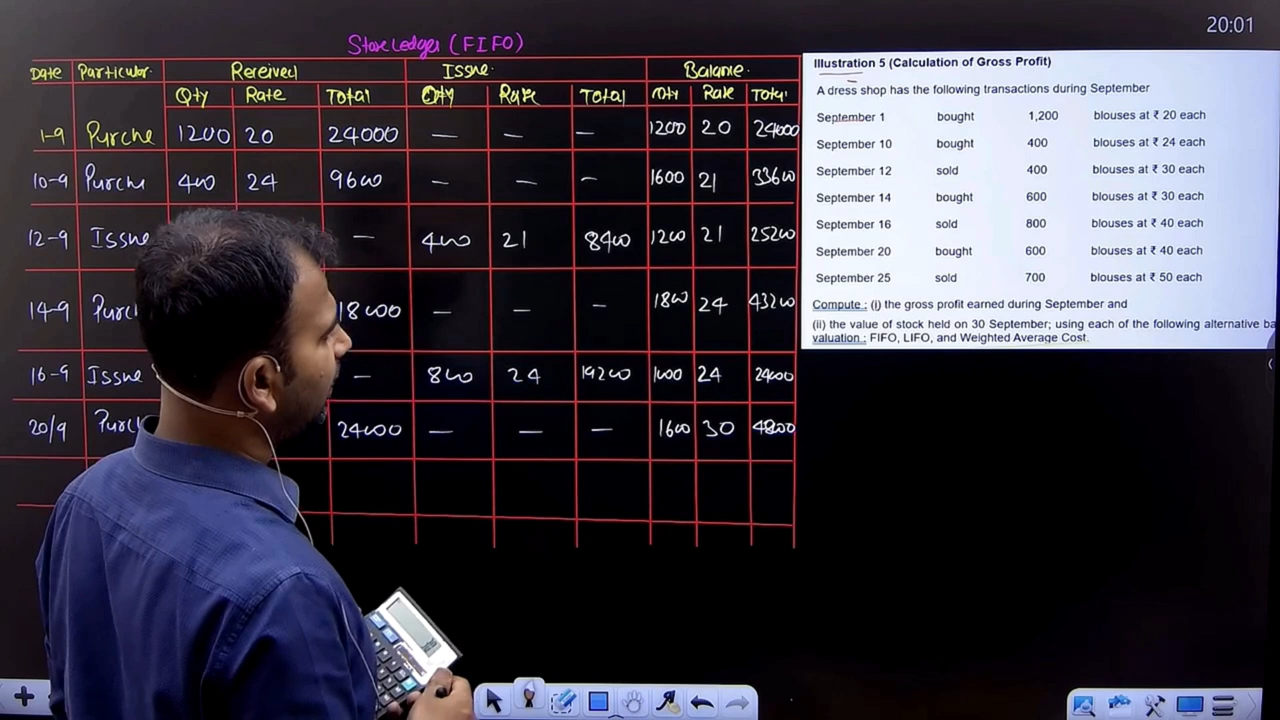 20:01
Store Ledger (FIFO)
Date Particular. Received Issue. Balance.
Qty Rate Total Qty Rate Total Qty Rate Total
1-9 Purche 1200 20 24000 — — — 1200 20 24000
10-9 Purche 400 24 9600 — — — 1600 21 33600
12-9 Issue — 400 21 8400 1200 21 25200
14-9 18000 — — — 1800 24 43200
16-9 Issue — 800 24 19200 1000 24 24000
20/9 24000 — — — 1600 30 48000
Illustration 5 (Calculation of Gross Profit)
A dress shop has the following transactions during September
September 1 bought 1,200 blouses at ₹ 20 each
September 10 bought 400 blouses at ₹ 24 each
September 12 sold 400 blouses at ₹ 30 each
September 14 bought 600 blouses at ₹ 30 each
September 16 sold 800 blouses at ₹ 40 each
September 20 bought 600 blouses at ₹ 40 each
September 25 sold 700 blouses at ₹ 50 each
Compute : (i) the gross profit earned during September and
(ii) the value of stock held on 30 September; using each of the following alternative
valuation : FIFO, LIFO, and Weighted Average Cost.